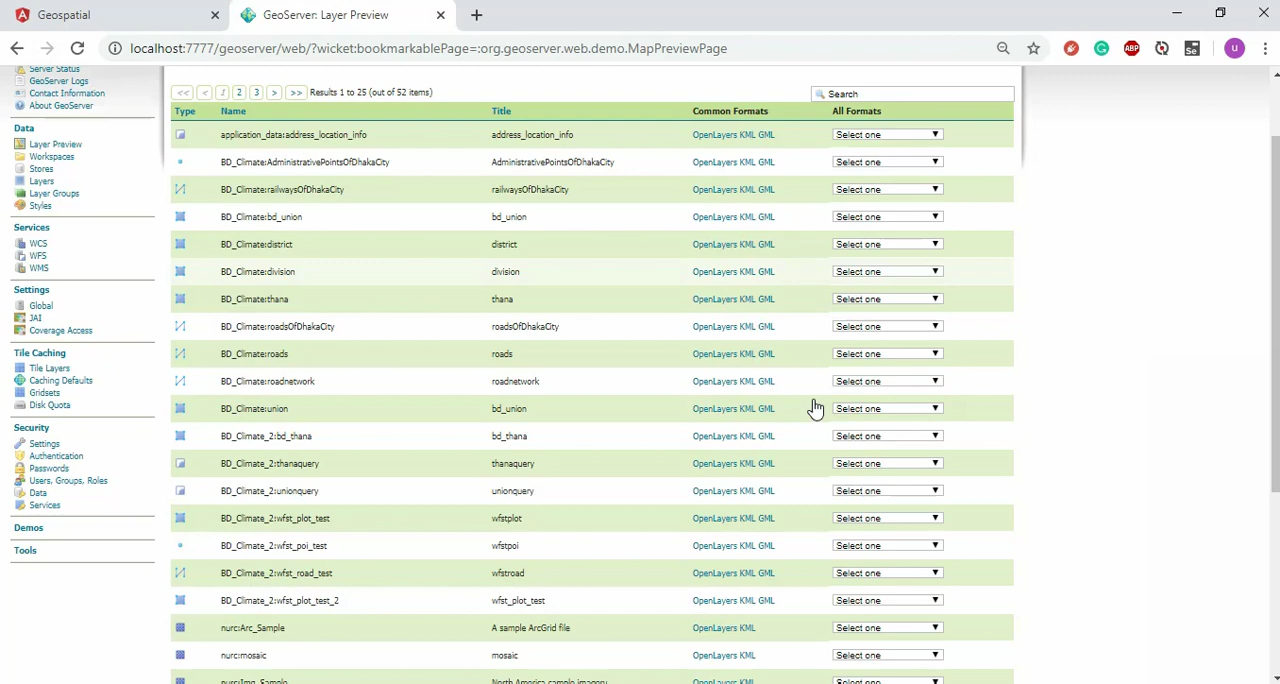 Geospatial
GeoServer: Layer Preview
localhost:7777/geoserver/web/?wicket:bookmarkablePage=:org.geoserver.web.demo.MapPreviewPage
Server Status
GeoServer Logs
Contact Information
About GeoServer
Data
Layer Preview
Workspaces
Stores
Layers
Layer Groups
Styles
Services
WCS
WFS
WMS
Settings
Global
JAI
Coverage Access
Tile Caching
Tile Layers
Caching Defaults
Gridsets
Disk Quota
Security
Settings
Authentication
Passwords
Users, Groups, Roles
Data
Services
Demos
Tools
<< < 1 2 3 > >> Results 1 to 25 (out of 52 items) Search
Type Name Title Common Formats All Formats
application_data:address_location_info address_location_info OpenLayers KML GML Select one
BD_Climate:AdministrativePointsOfDhakaCity AdministrativePointsOfDhakaCity OpenLayers KML GML Select one
BD_Climate:railwaysOfDhakaCity railwaysOfDhakaCity OpenLayers KML GML Select one
BD_Climate:bd_union bd_union OpenLayers KML GML Select one
BD_Climate:district district OpenLayers KML GML Select one
BD_Climate:division division OpenLayers KML GML Select one
BD_Climate:thana thana OpenLayers KML GML Select one
BD_Climate:roadsOfDhakaCity roadsOfDhakaCity OpenLayers KML GML Select one
BD_Climate:roads roads OpenLayers KML GML Select one
BD_Climate:roadnetwork roadnetwork OpenLayers KML GML Select one
BD_Climate:union bd_union OpenLayers KML GML Select one
BD_Climate_2:bd_thana bd_thana OpenLayers KML GML Select one
BD_Climate_2:thanaquery thanaquery OpenLayers KML GML Select one
BD_Climate_2:unionquery unionquery OpenLayers KML GML Select one
BD_Climate_2:wfst_plot_test wfstplot OpenLayers KML GML Select one
BD_Climate_2:wfst_poi_test wfstpoi OpenLayers KML GML Select one
BD_Climate_2:wfst_road_test wfstroad OpenLayers KML GML Select one
BD_Climate_2:wfst_plot_test_2 wfst_plot_test OpenLayers KML GML Select one
nurc:Arc_Sample A sample ArcGrid file OpenLayers KML Select one
nurc:mosaic mosaic OpenLayers KML Select one
nurc:Img_Sample North America sample imagery OpenLayers KML Select one
ABP
Se
U